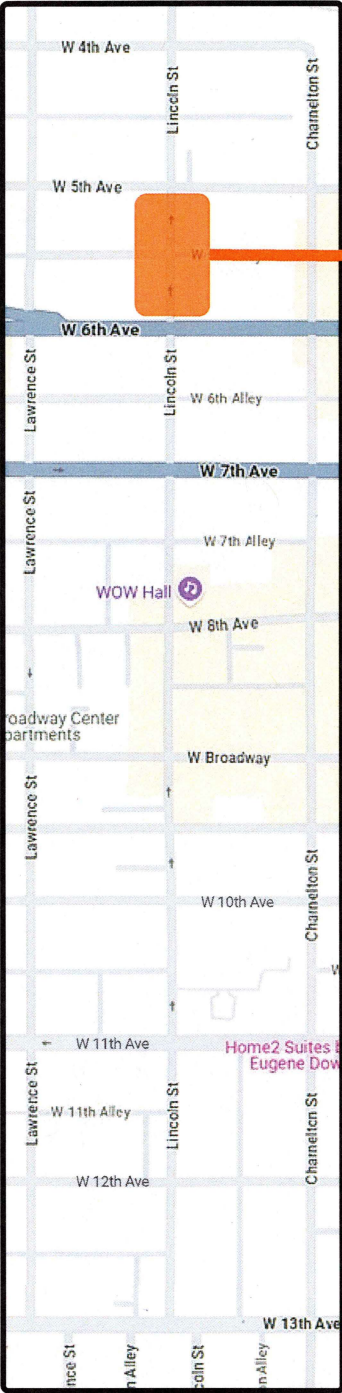 W 4th Ave
Lincoln St
Charnelton St
W 5th Ave
W
W 6th Ave
Lawrence St
Lincoln St
W 6th Alley
W 7th Ave
Lawrence St
W 7th Alley
WOW Hall
W 8th Ave
roadway Center
partments
W Broadway
Lawrence St
Charnelton St
W 10th Ave
W
W 11th Ave
Home2 Suites
Eugene Dow
Lawrence St
W 11th Alley
Lincoln St
Charnelton St
W 12th Ave
W 13th Ave
nce St
n Alley
coln St
n Alley